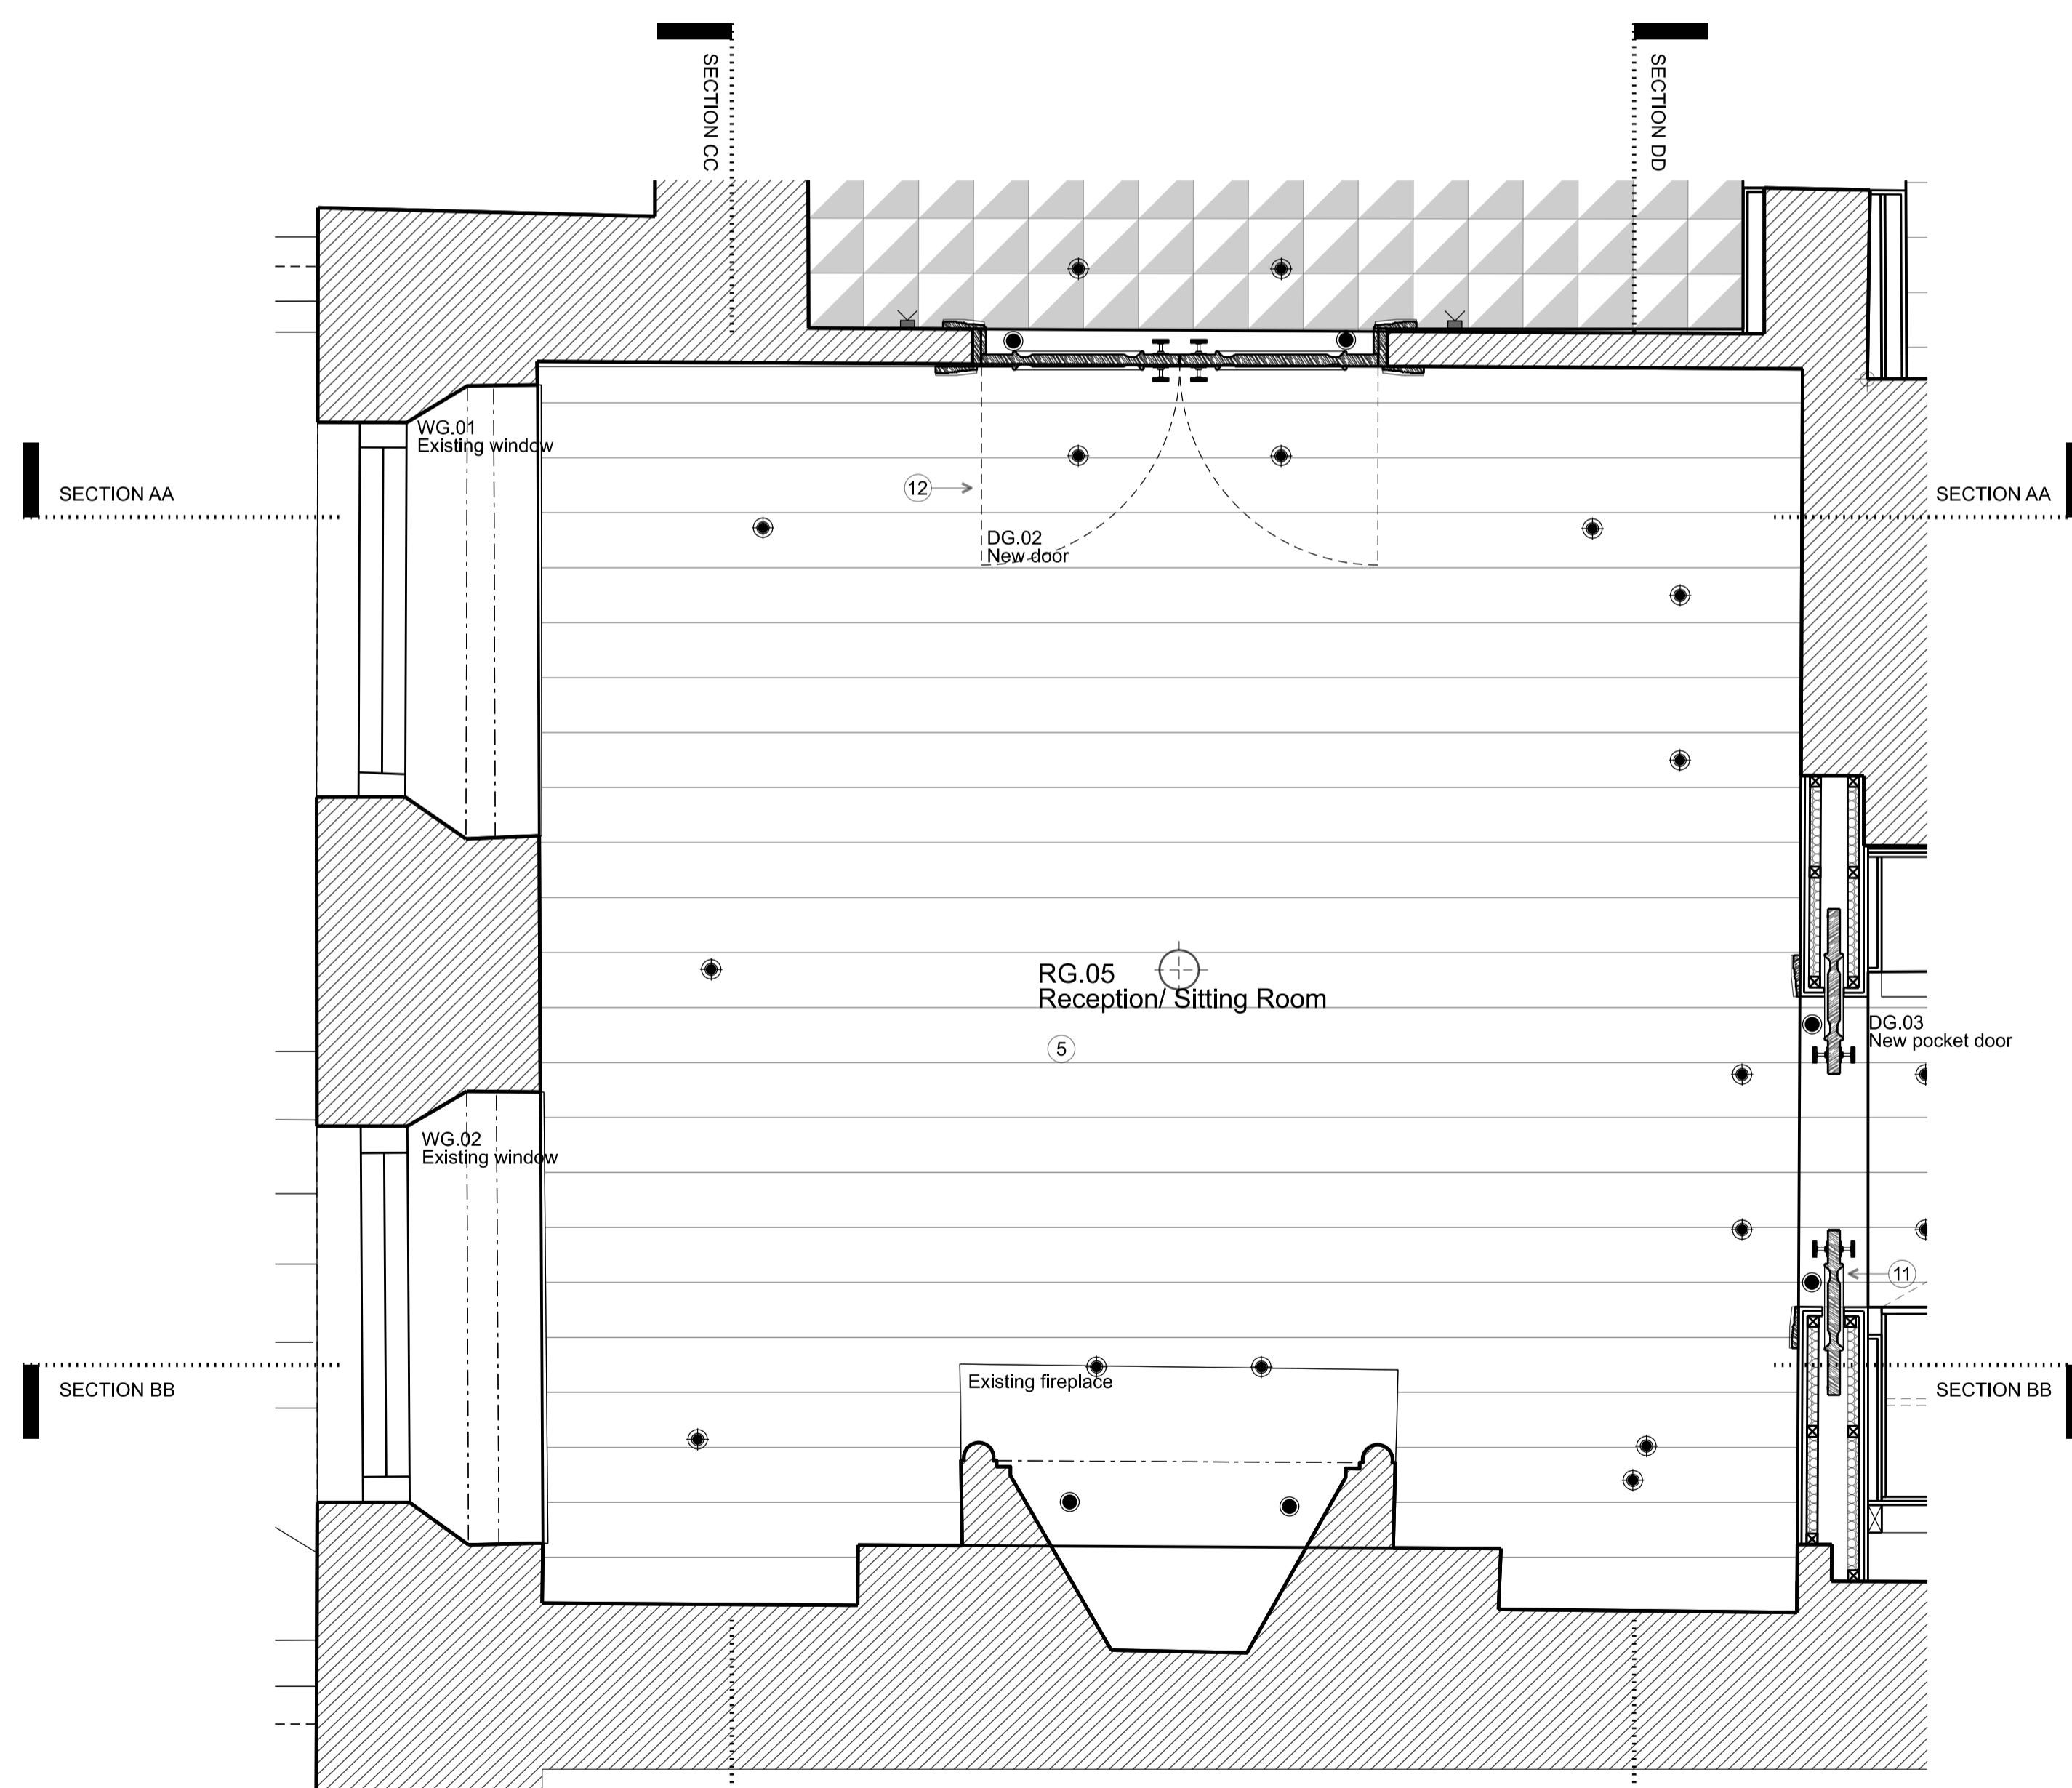 SECTION CC
SECTION DD
WG.01
Existing window
SECTION AA
SECTION AA
12
DG.02
New door
RG.05
Reception/ Sitting Room
DG.03
New pocket door
5
WG.02
Existing window
11
Existing fireplace
SECTION BB
SECTION BB